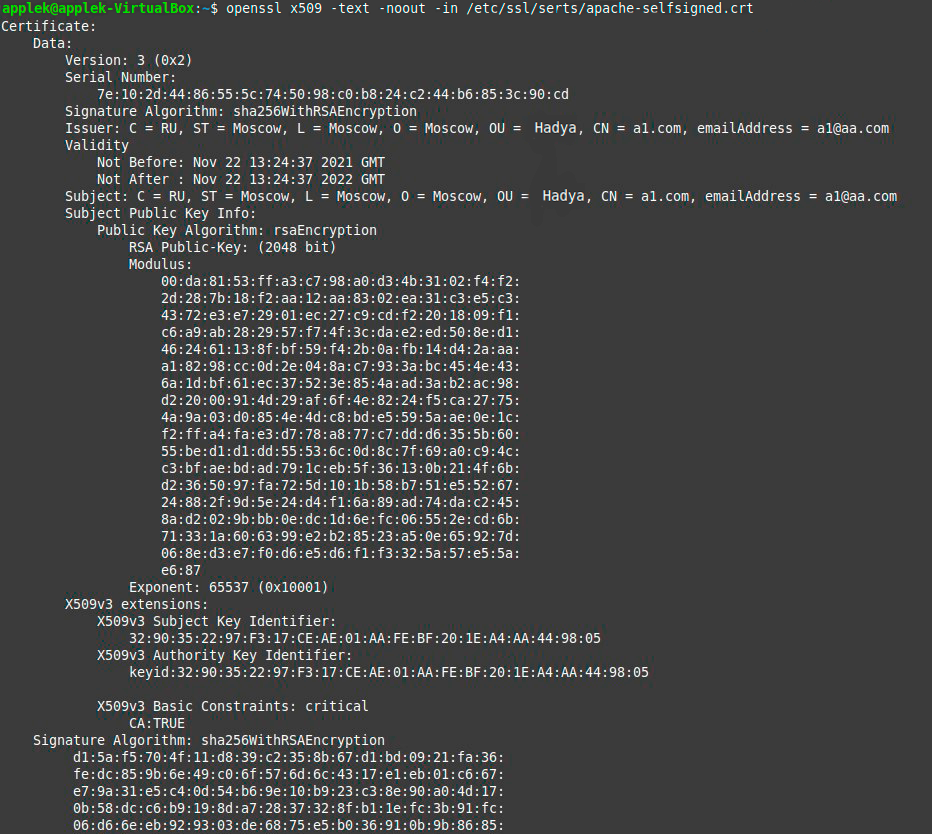 applek@applek-VirtualBox:~$ openssl x509 -text -noout -in /etc/ssl/serts/apache-selfsigned.crt
Certificate:
    Data:
        Version: 3 (0x2)
        Serial Number:
            7e:10:2d:44:86:55:5c:74:50:98:c0:b8:24:c2:44:b6:85:3c:90:cd
        Signature Algorithm: sha256WithRSAEncryption
        Issuer: C = RU, ST = Moscow, L = Moscow, O = Moscow, OU = Hadya, CN = a1.com, emailAddress = a1@aa.com
        Validity
            Not Before: Nov 22 13:24:37 2021 GMT
            Not After : Nov 22 13:24:37 2022 GMT
        Subject: C = RU, ST = Moscow, L = Moscow, O = Moscow, OU = Hadya, CN = a1.com, emailAddress = a1@aa.com
        Subject Public Key Info:
            Public Key Algorithm: rsaEncryption
                RSA Public-Key: (2048 bit)
                Modulus:
                    00:da:81:53:ff:a3:c7:98:a0:d3:4b:31:02:f4:f2:
                    2d:28:7b:18:f2:aa:12:aa:83:02:ea:31:c3:e5:c3:
                    43:72:e3:e7:29:01:ec:27:c9:cd:f2:20:18:09:f1:
                    c6:a9:ab:28:29:57:f7:4f:3c:da:e2:ed:50:8e:d1:
                    46:24:61:13:8f:bf:59:f4:2b:0a:fb:14:d4:2a:aa:
                    a1:82:98:cc:0d:2e:04:8a:c7:93:3a:bc:45:4e:43:
                    6a:1d:bf:61:ec:37:52:3e:85:4a:ad:3a:b2:ac:98:
                    d2:20:00:91:4d:29:af:6f:4e:82:24:f5:ca:27:75:
                    4a:9a:03:d0:85:4e:4d:c8:bd:e5:59:5a:ae:0e:1c:
                    f2:ff:a4:fa:e3:d7:78:a8:77:c7:dd:d6:35:5b:60:
                    55:be:d1:d1:dd:55:53:6c:0d:8c:7f:69:a0:c9:4c:
                    c3:bf:ae:bd:ad:79:1c:eb:5f:36:13:0b:21:4f:6b:
                    d2:36:50:97:fa:72:5d:10:1b:58:b7:51:e5:52:67:
                    24:88:2f:9d:5e:24:d4:f1:6a:89:ad:74:da:c2:45:
                    8a:d2:02:9b:bb:0e:dc:1d:6e:fc:06:55:2e:cd:6b:
                    71:33:1a:60:63:99:e2:b2:85:23:a5:0e:65:92:7d:
                    06:8e:d3:e7:f0:d6:e5:d6:f1:f3:32:5a:57:e5:5a:
                    e6:87
                Exponent: 65537 (0x10001)
        X509v3 extensions:
            X509v3 Subject Key Identifier:
                32:90:35:22:97:F3:17:CE:AE:01:AA:FE:BF:20:1E:A4:AA:44:98:05
            X509v3 Authority Key Identifier:
                keyid:32:90:35:22:97:F3:17:CE:AE:01:AA:FE:BF:20:1E:A4:AA:44:98:05

            X509v3 Basic Constraints: critical
                CA:TRUE
    Signature Algorithm: sha256WithRSAEncryption
         d1:5a:f5:70:4f:11:d8:39:c2:35:8b:67:d1:bd:09:21:fa:36:
         fe:dc:85:9b:6e:49:c0:6f:57:6d:6c:43:17:e1:eb:01:c6:67:
         e7:9a:31:e5:c4:0d:54:b6:9e:10:b9:23:c3:8e:90:a0:4d:17:
         0b:58:dc:c6:b9:19:8d:a7:28:37:32:8f:b1:1e:fc:3b:91:fc:
         06:d6:6e:eb:92:93:03:de:68:75:e5:b0:36:91:0b:9b:86:85: